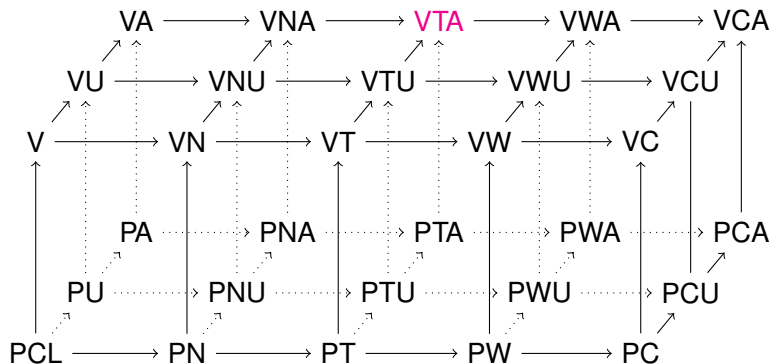 VA VNA VTA VWA VCA
VU VNU VTU VWU VCU
V VN VT VW VC
PA PNA PTA PWA PCA
PU PNU PTU PWU PCU
PCL PN PT PW PC